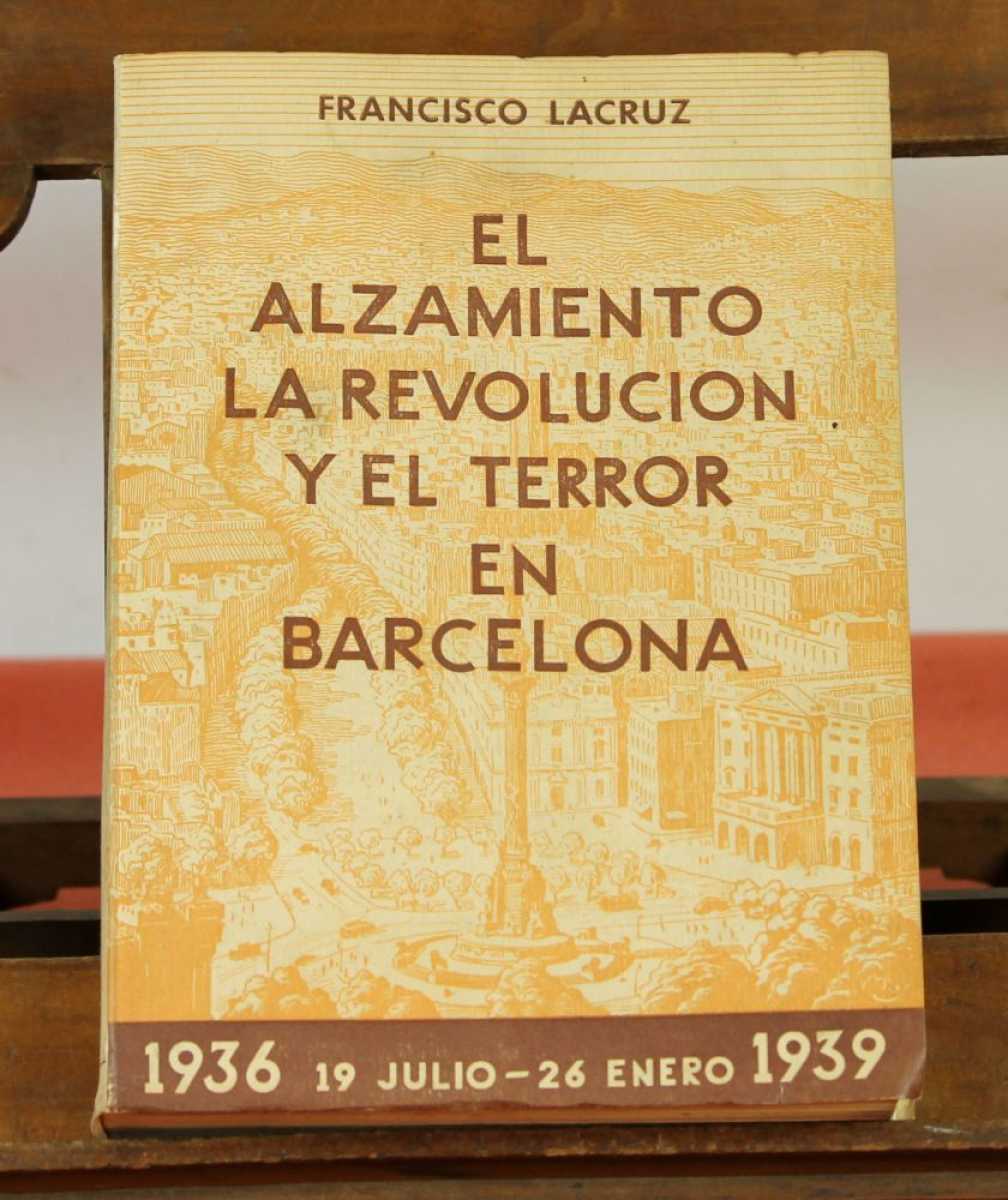 FRANCISCO LACRUZ
EL
ALZAMIENTO
LA REVOLUCION
Y EL TERROR
EN
BARCELONA
1936 19 JULIO - 26 ENERO 1939